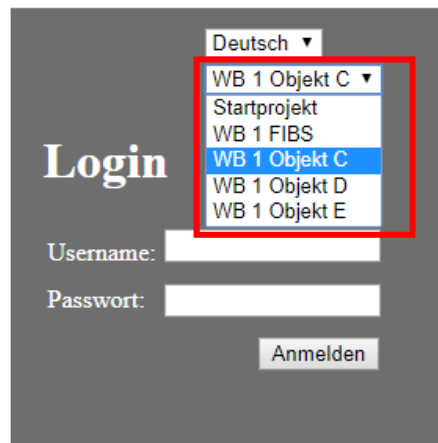 Deutsch
WB 1 Objekt C
Startprojekt
WB 1 FIBS
WB 1 Objekt C
WB 1 Objekt D
WB 1 Objekt E
Login
Username:
Passwort:
Anmelden